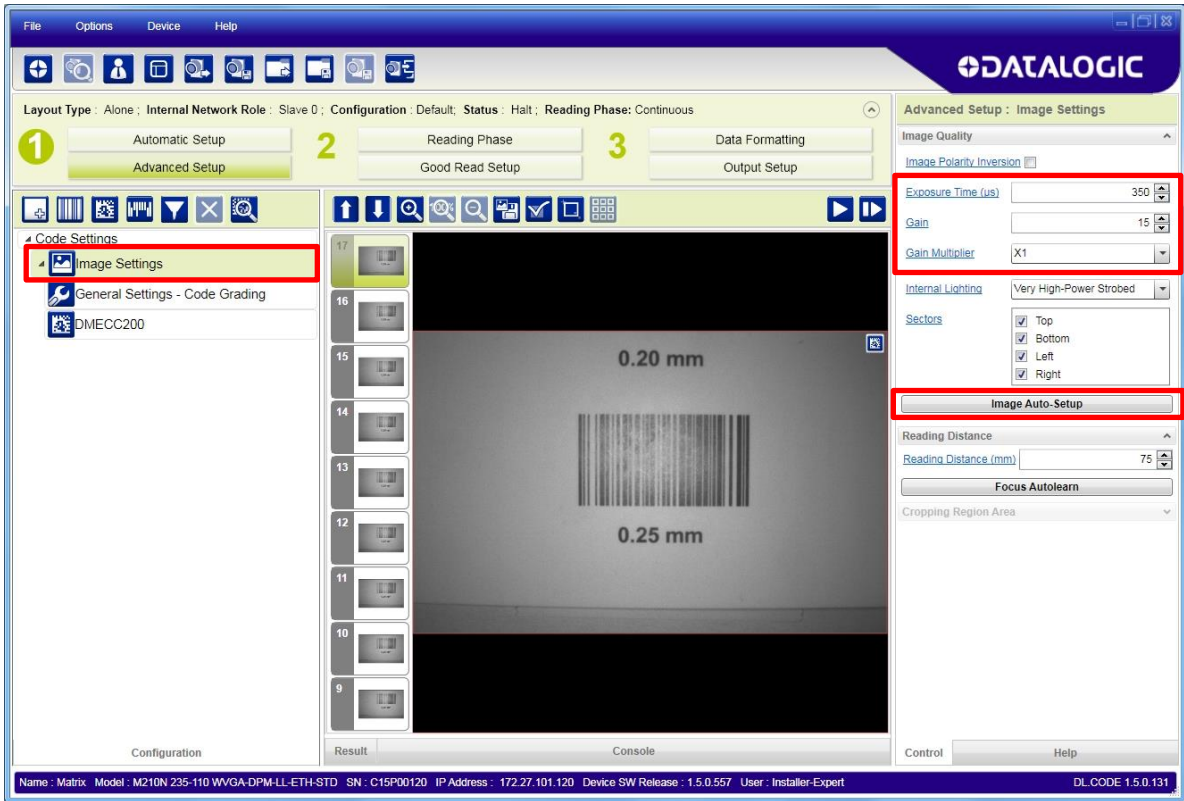 File Options Device Help
DATALOGIC
Layout Type : Alone ; Internal Network Role : Slave 0 ; Configuration : Default; Status : Halt ; Reading Phase: Continuous
1 Automatic Setup 2 Reading Phase 3 Data Formatting
Advanced Setup Good Read Setup Output Setup
Code Settings
Image Settings
General Settings - Code Grading
DMECC200
Configuration
17
16
15
14
13
12
11
10
9
0.20 mm
0.25 mm
Result Console
Advanced Setup : Image Settings
Image Quality
Image Polarity Inversion
Exposure Time (µs) 350
Gain 15
Gain Multiplier X1
Internal Lighting Very High-Power Strobed
Sectors Top
Bottom
Left
Right
Image Auto-Setup
Reading Distance
Reading Distance (mm) 75
Focus Autolearn
Cropping Region Area
Control Help
Name : Matrix Model : M210N 235-110 WVGA-DPM-LL-ETH-STD SN : C15P00120 IP Address : 172.27.101.120 Device SW Release : 1.5.0.557 User : Installer-Expert DL.CODE 1.5.0.131